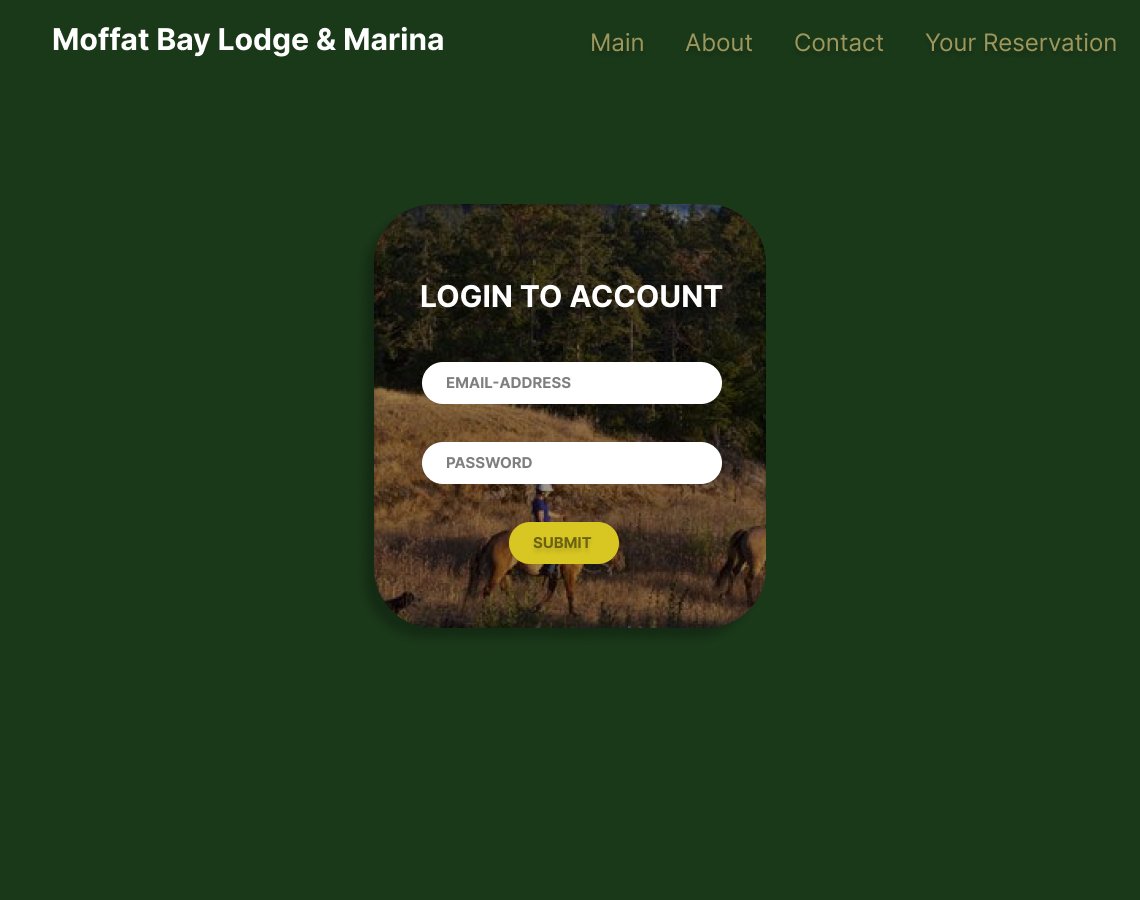 Moffat Bay Lodge & Marina
Main About Contact Your Reservation
LOGIN TO ACCOUNT
EMAIL-ADDRESS
PASSWORD
SUBMIT